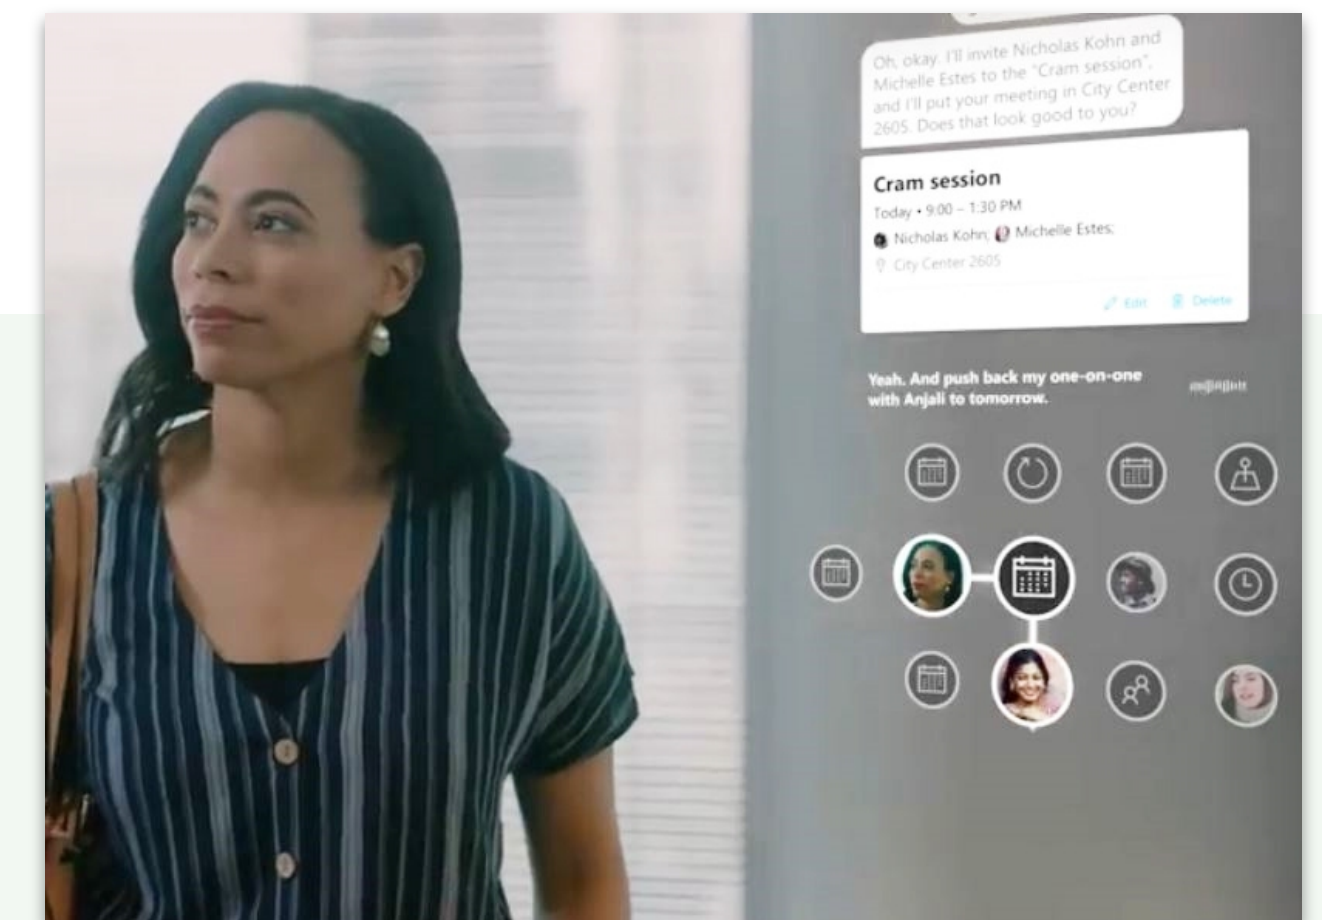 Oh, okay. I'll invite Nicholas Kohn and
Michelle Estes to the "Cram session",
and I'll put your meeting in City Center
2605. Does that look good to you?
Cram session
Today • 9:00 – 1:30 PM
Nicholas Kohn; Michelle Estes;
City Center 2605
Edit Delete
Yeah. And push back my one-on-one
with Anjali to tomorrow.